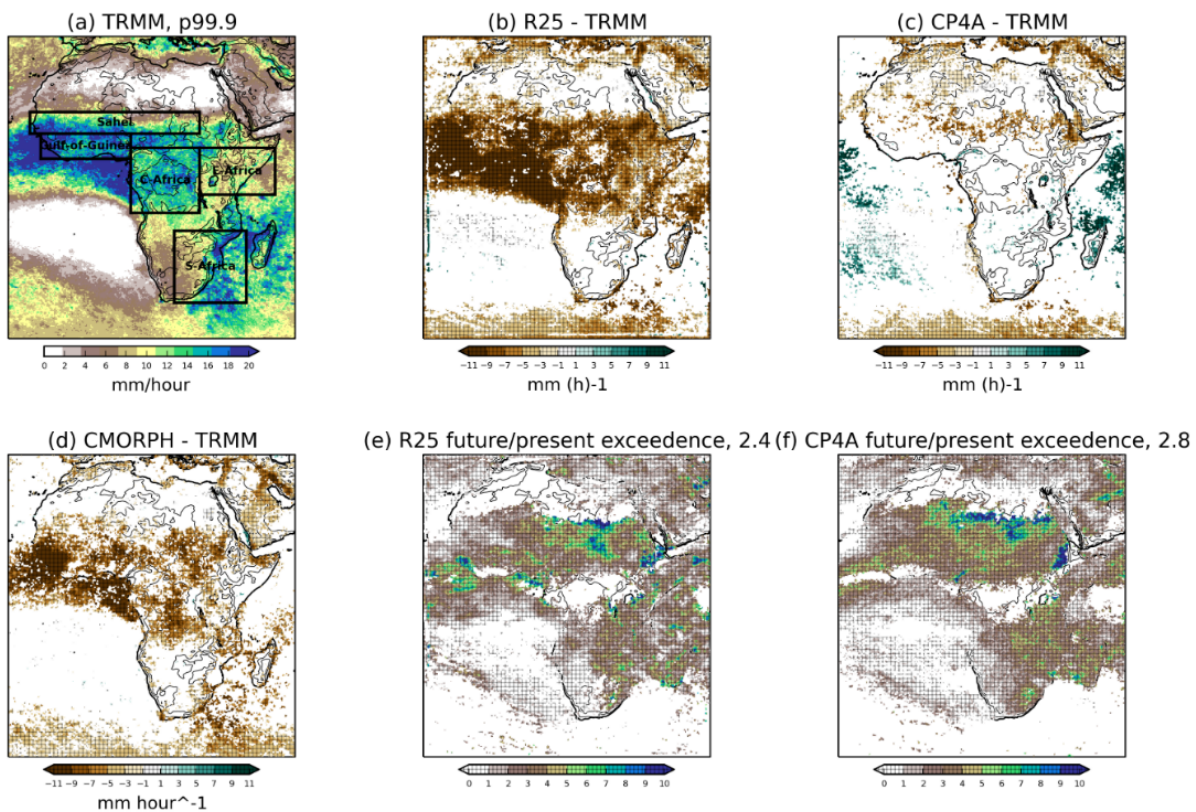 (a) TRMM, p99.9
(b) R25 - TRMM
(c) CP4A - TRMM
Sahel
Gulf-of-Guinea
C-Africa
E-Africa
S-Africa
0 2 4 6 8 10 12 14 16 18 20
mm/hour
−11 −9 −7 −5 −3 −1 1 3 5 7 9 11
mm (h)-1
−11 −9 −7 −5 −3 −1 1 3 5 7 9 11
mm (h)-1
(d) CMORPH - TRMM
(e) R25 future/present exceedence, 2.4
(f) CP4A future/present exceedence, 2.8
−11 −9 −7 −5 −3 −1 1 3 5 7 9 11
mm hour^-1
0 1 2 3 4 5 6 7 8 9 10
0 1 2 3 4 5 6 7 8 9 10